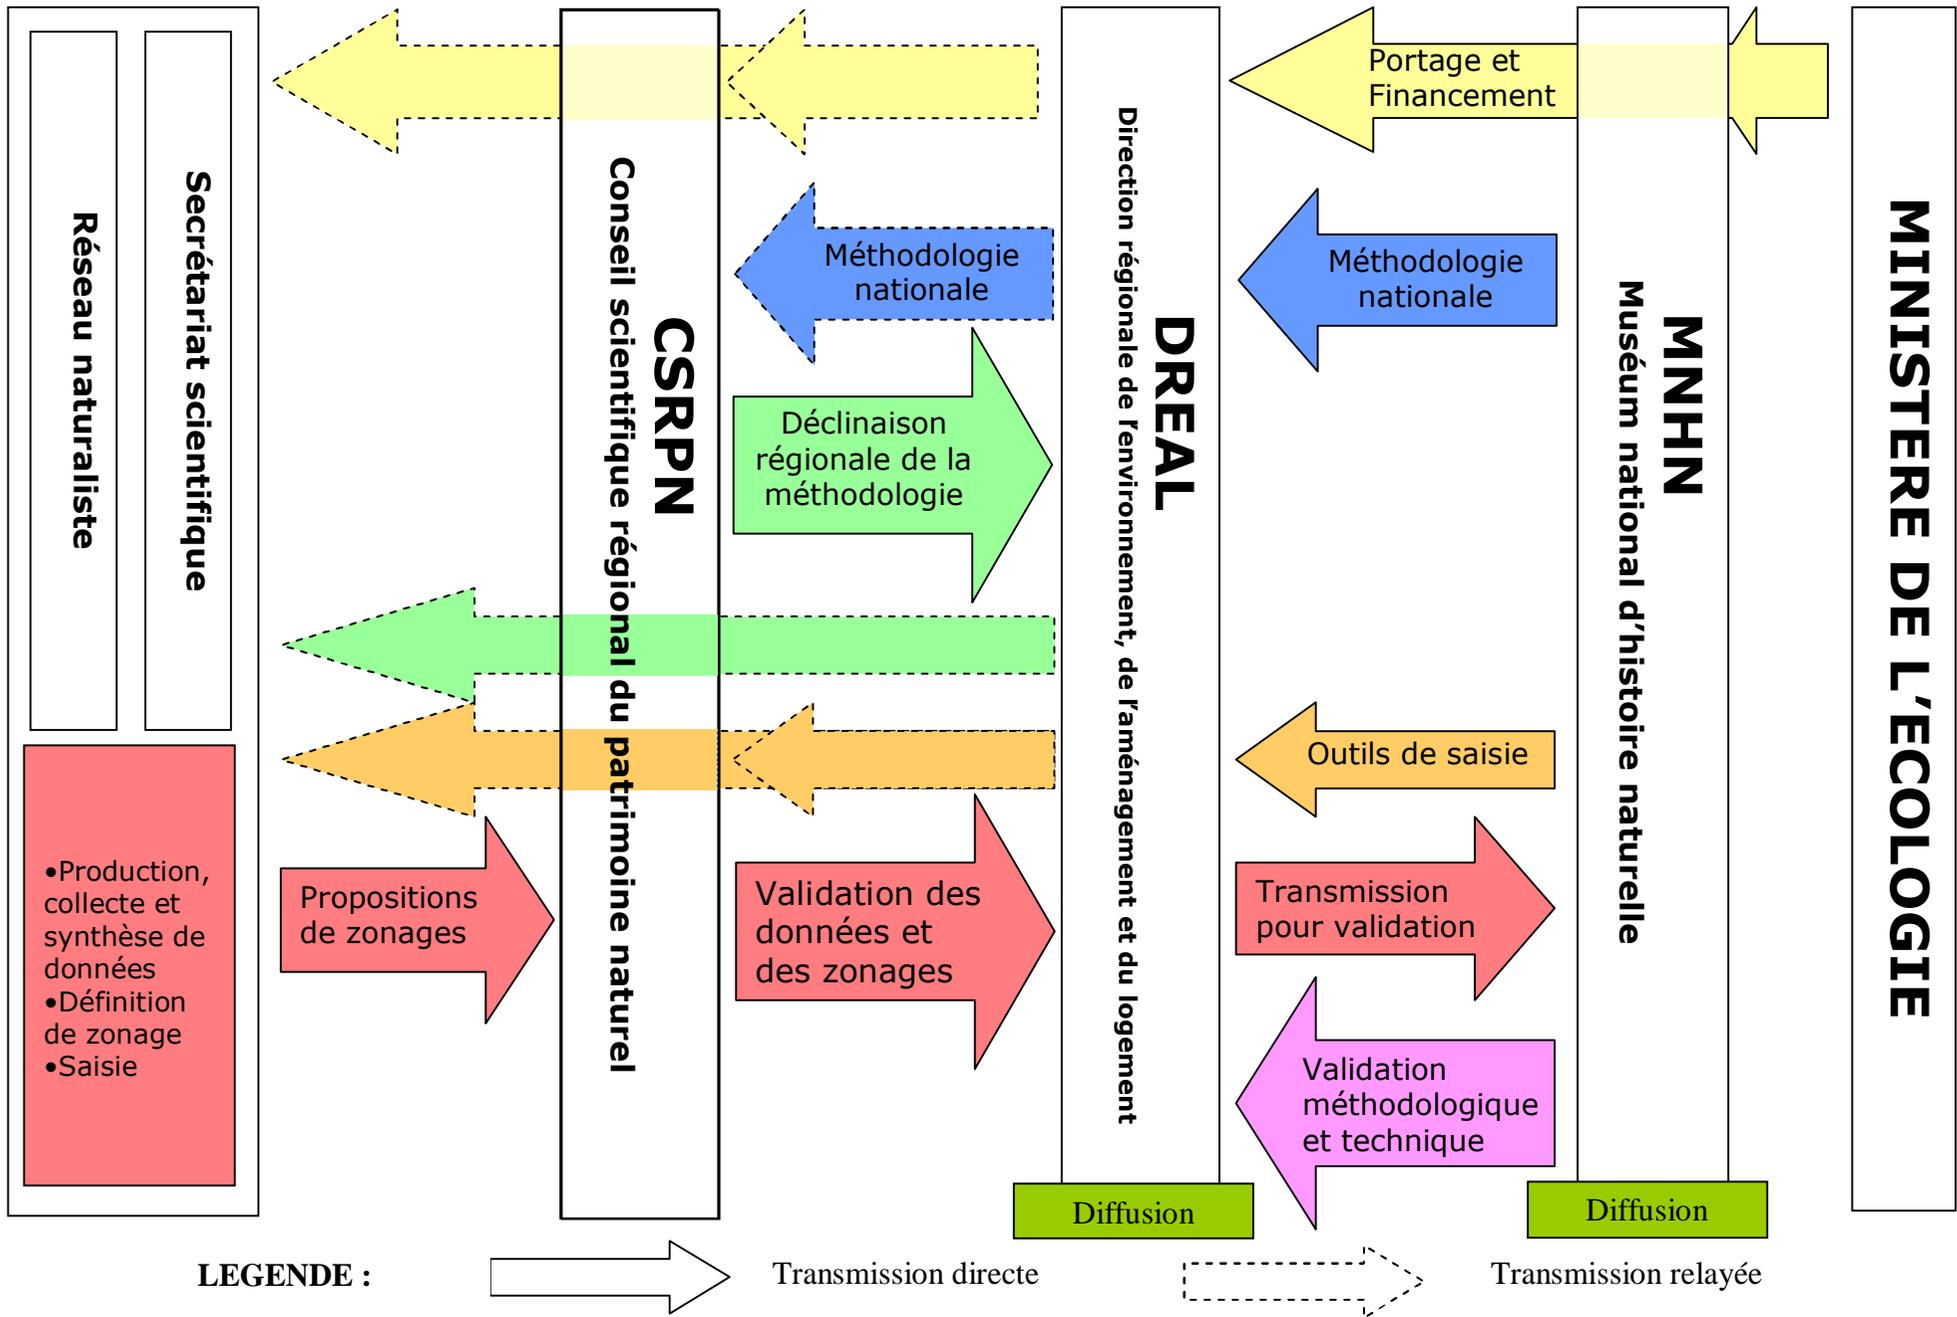 Réseau naturaliste
Secrétariat scientifique
•Production,
collecte et
synthèse de
données
•Définition
de zonage
•Saisie
Propositions
de zonages
CSRPN
Conseil scientifique régional du patrimoine naturel
Méthodologie
nationale
Déclinaison
régionale de la
méthodologie
Validation des
données et
des zonages
DREAL
Direction régionale de l’environnement, de l’aménagement et du logement
Diffusion
Portage et
Financement
Méthodologie
nationale
Outils de saisie
Transmission
pour validation
Validation
méthodologique
et technique
MNHN
Muséum national d’histoire naturelle
Diffusion
MINISTERE DE L’ECOLOGIE
LEGENDE :
Transmission directe
Transmission relayée